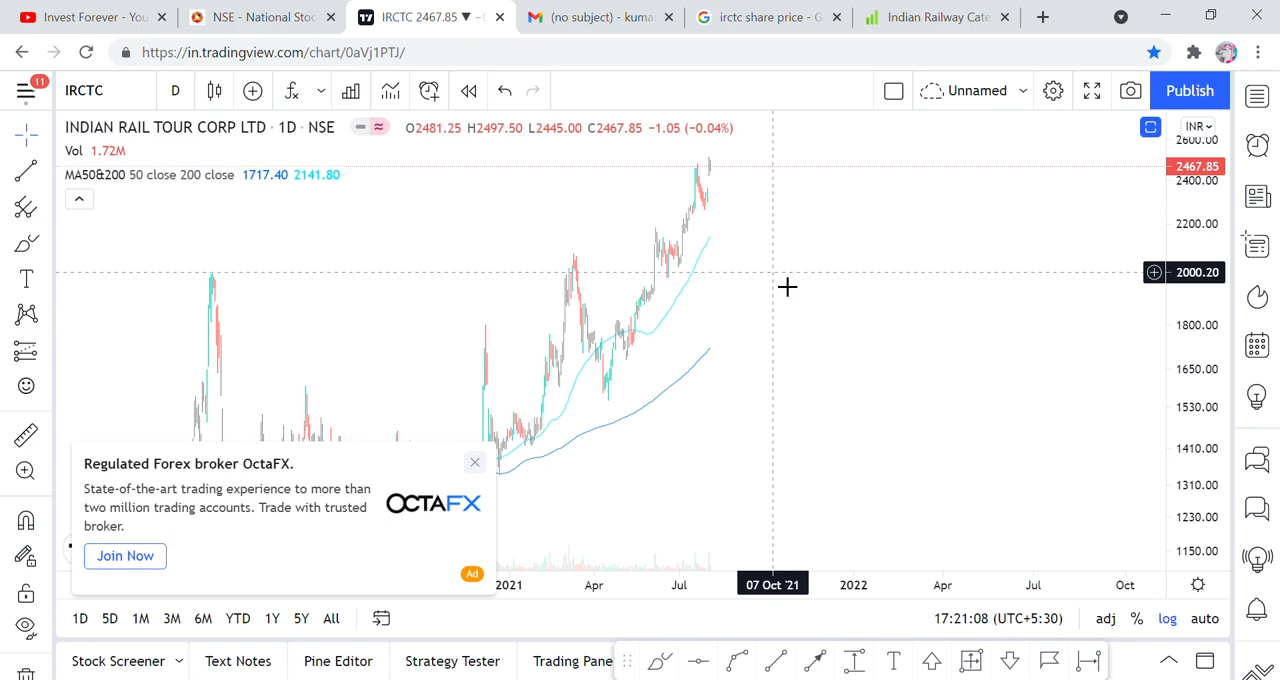 Invest Forever - You
NSE - National Stoc
IRCTC 2467.85 ▼ −0
(no subject) - kuma
irctc share price - G
Indian Railway Cate
in.tradingview.com/chart/0aVj1PTJ/
11
IRCTC
D
Unnamed
Publish
INDIAN RAIL TOUR CORP LTD · 1D · NSE
O2481.25 H2497.50 L2445.00 C2467.85 −1.05 (−0.04%)
INR
Vol 1.72M
MA50&200 50 close 200 close 1717.40 2141.80
2600.00
2467.85
2400.00
2200.00
2000.20
1800.00
1650.00
1530.00
1410.00
1310.00
1230.00
1150.00
Regulated Forex broker OctaFX.
State-of-the-art trading experience to more than
two million trading accounts. Trade with trusted
broker.
OCTAFX
Join Now
Ad
2021
Apr
Jul
07 Oct '21
2022
Apr
Jul
Oct
1D 5D 1M 3M 6M YTD 1Y 5Y All
17:21:08 (UTC+5:30)
adj % log auto
Stock Screener
Text Notes
Pine Editor
Strategy Tester
Trading Pane